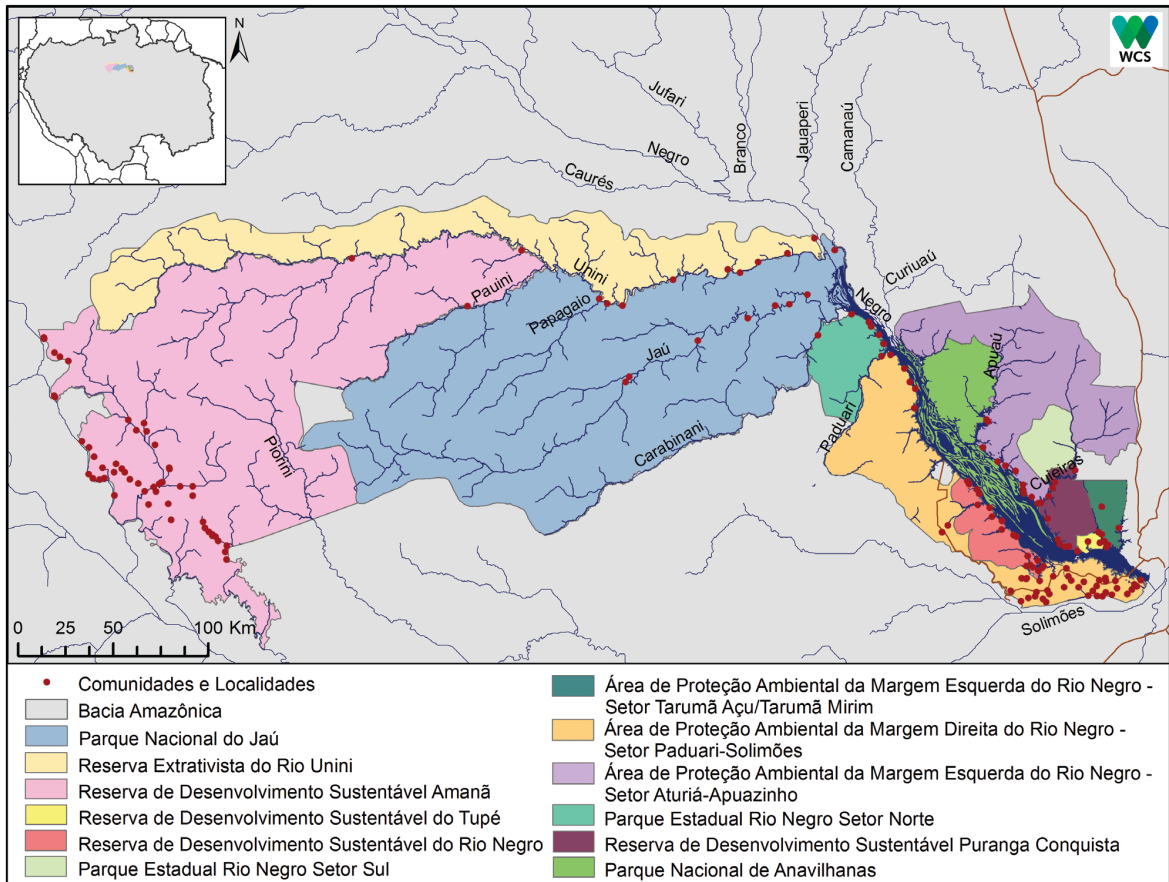 N
WCS
Jufari
Negro
Branco
Jauaperi
Camanaú
Caurés
Unini
Pauini
Papagaio
Negro
Curiuaú
Jaú
Apuaú
Paduari
Carabinani
Piorini
Cuieiras
Solimões
0 25 50 100 Km
Comunidades e Localidades
Bacia Amazônica
Parque Nacional do Jaú
Reserva Extrativista do Rio Unini
Reserva de Desenvolvimento Sustentável Amanã
Reserva de Desenvolvimento Sustentável do Tupé
Reserva de Desenvolvimento Sustentável do Rio Negro
Parque Estadual Rio Negro Setor Sul
Área de Proteção Ambiental da Margem Esquerda do Rio Negro -
Setor Tarumã Açu/Tarumã Mirim
Área de Proteção Ambiental da Margem Direita do Rio Negro -
Setor Paduari-Solimões
Área de Proteção Ambiental da Margem Esquerda do Rio Negro -
Setor Aturiá-Apuazinho
Parque Estadual Rio Negro Setor Norte
Reserva de Desenvolvimento Sustentável Puranga Conquista
Parque Nacional de Anavilhanas